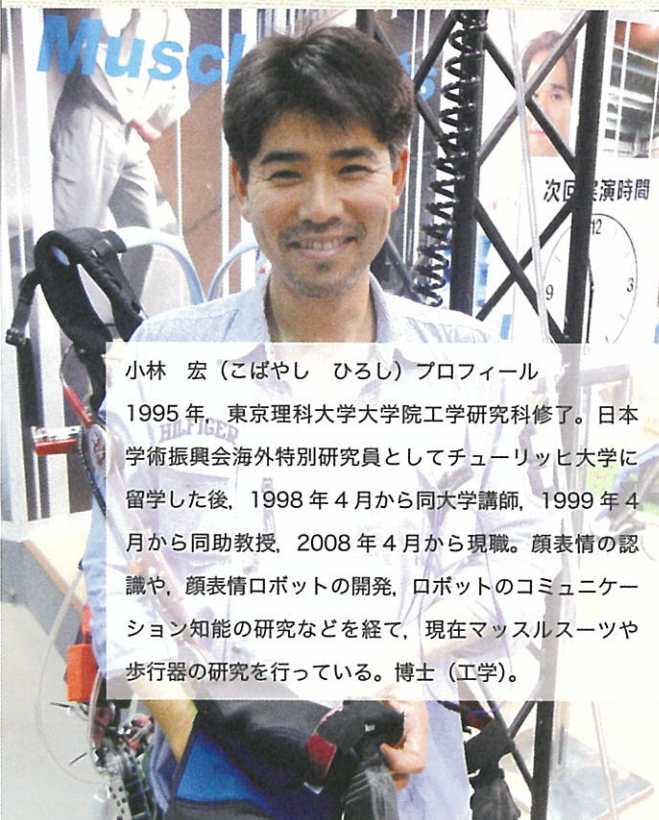 Muscl
s
次回実演時間
12
9
3
HILFIGER
小林　宏（こばやし　ひろし）プロフィール
1995 年，東京理科大学大学院工学研究科修了。日本
学術振興会海外特別研究員としてチューリッヒ大学に
留学した後，1998 年 4 月から同大学講師，1999 年 4
月から同助教授，2008 年 4 月から現職。顔表情の認
識や，顔表情ロボットの開発，ロボットのコミュニケー
ション知能の研究などを経て，現在マッスルスーツや
歩行器の研究を行っている。博士（工学）。